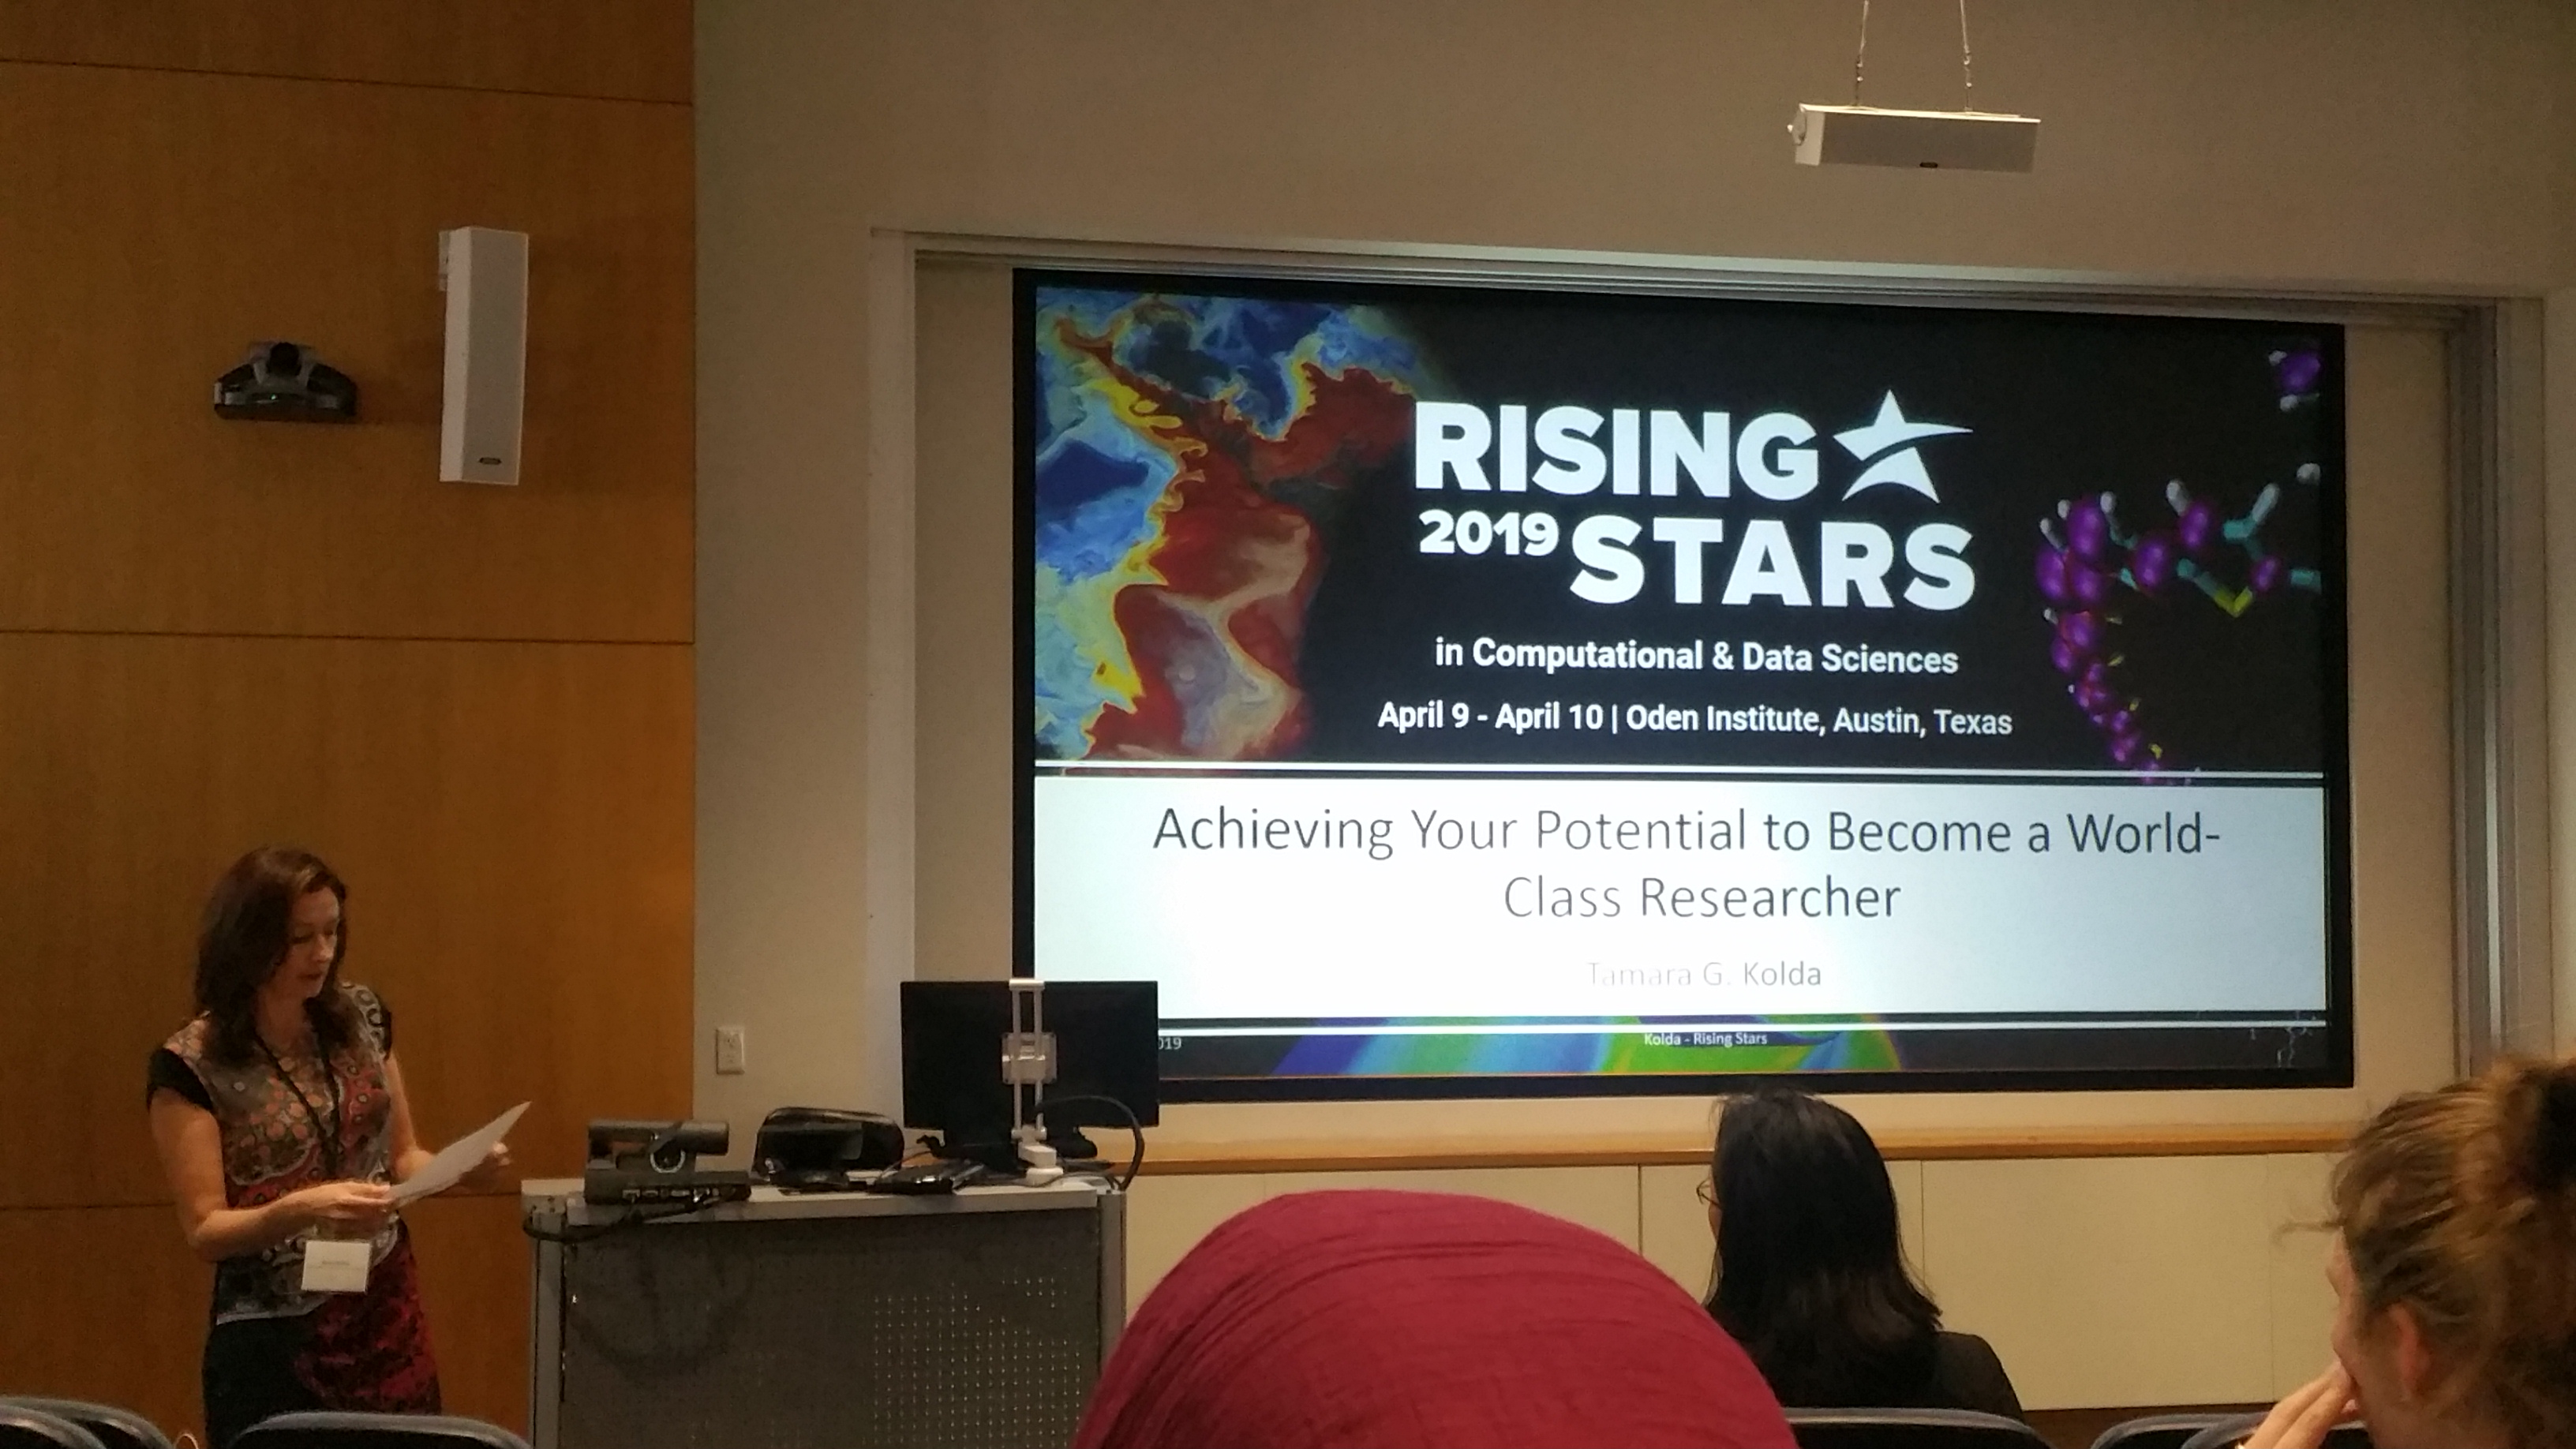 RISING
2019 STARS
in Computational & Data Sciences
April 9 - April 10 | Oden Institute, Austin, Texas
Achieving Your Potential to Become a World-
Class Researcher
Tamara G. Kolda
019
Kolda - Rising Stars